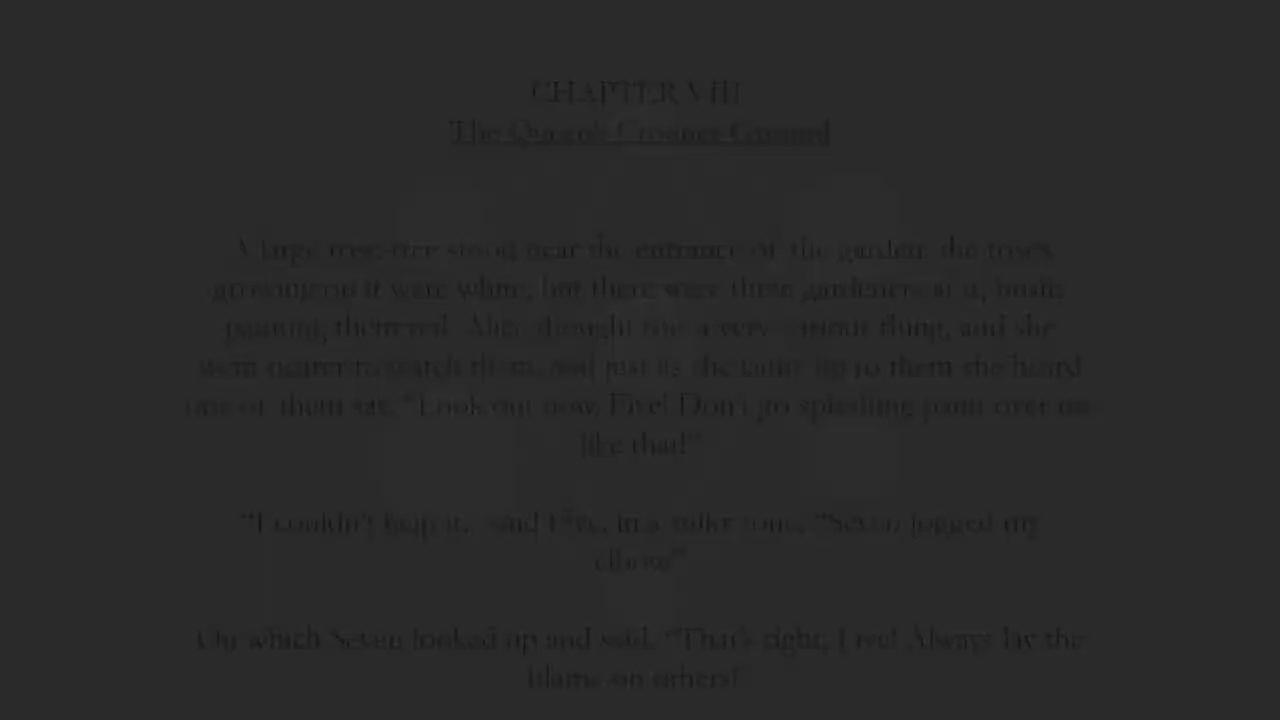 CHAPTER VIII
The Queen's Croquet Ground
A large rose-tree stood near the entrance of the garden: the roses
growing on it were white, but there were three gardeners at it, busily
painting them red. Alice thought this a very curious thing, and she
went nearer to watch them, and just as she came up to them she heard
one of them say, "Look out now, Five! Don't go splashing paint over me
like that!"
"I couldn't help it," said Five, in a sulky tone; "Seven jogged my
elbow."
On which Seven looked up and said, "That's right, Five! Always lay the
blame on others!"